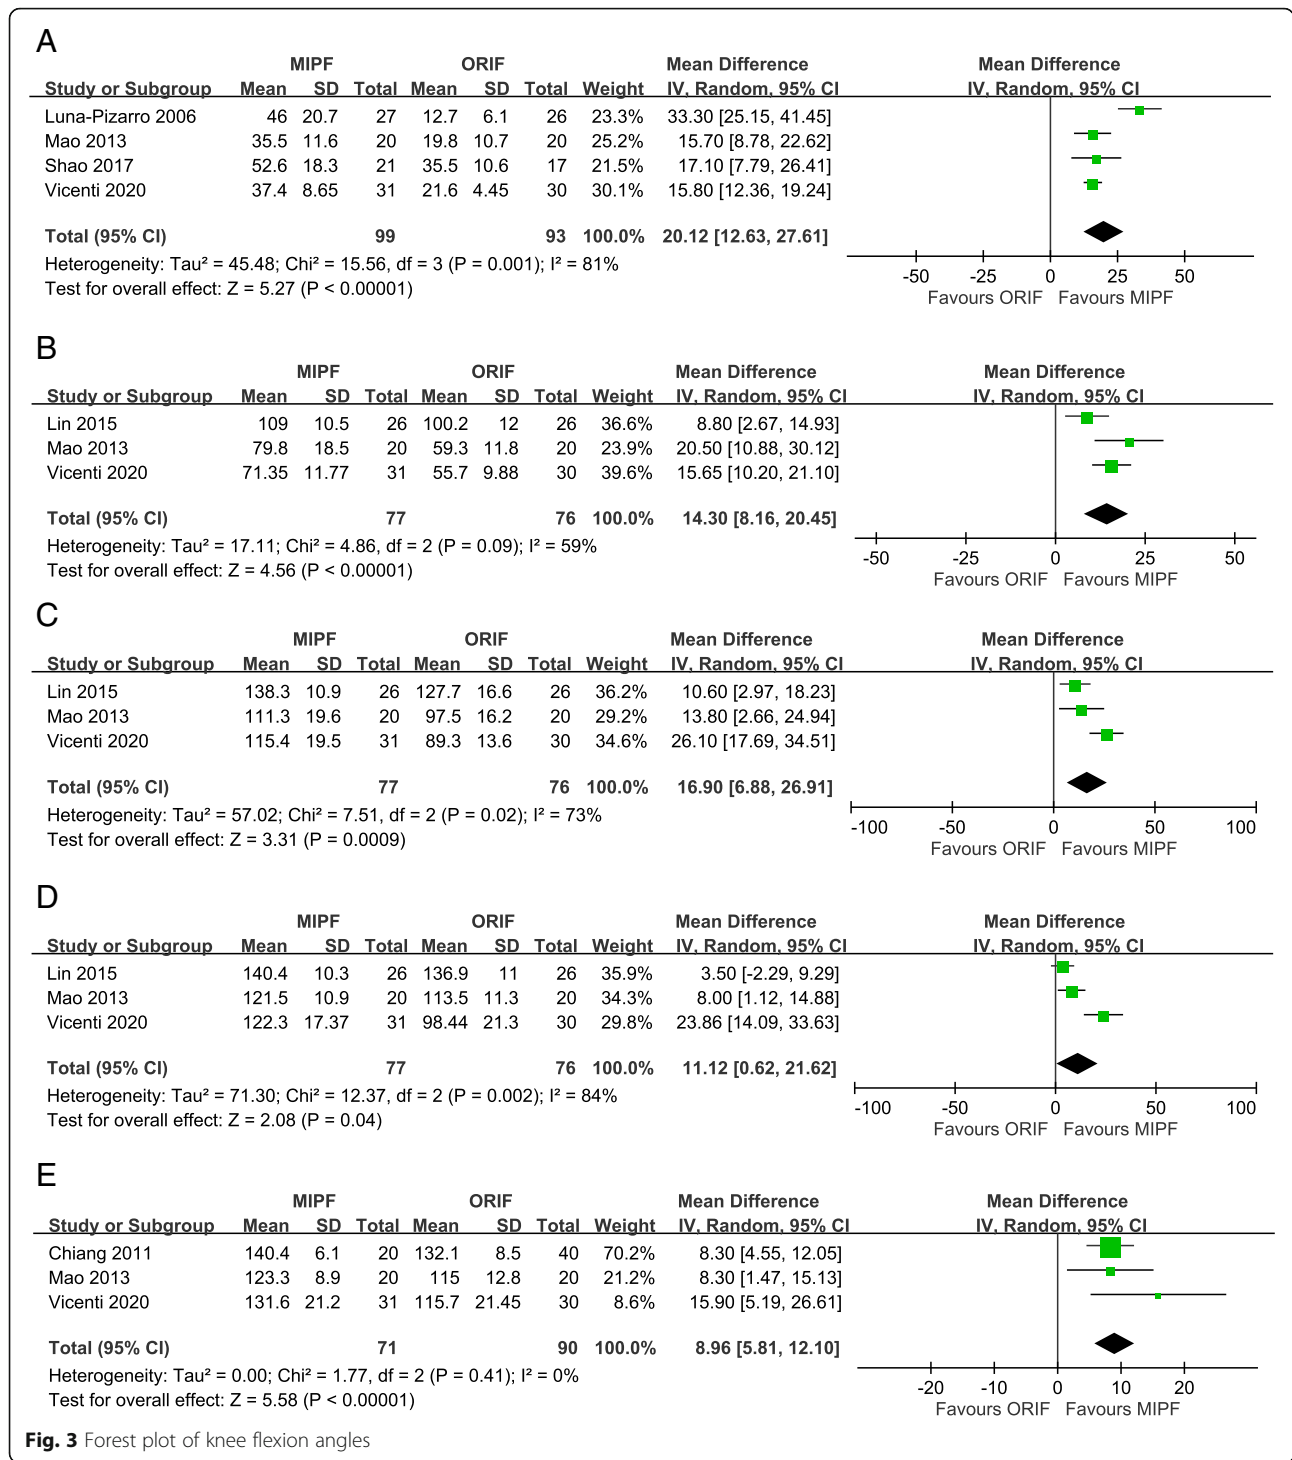 A
MIPF ORIF Mean Difference Mean Difference
Study or Subgroup Mean SD Total Mean SD Total Weight IV, Random, 95% CI IV, Random, 95% CI
Luna-Pizarro 2006 46 20.7 27 12.7 6.1 26 23.3% 33.30 [25.15, 41.45]
Mao 2013 35.5 11.6 20 19.8 10.7 20 25.2% 15.70 [8.78, 22.62]
Shao 2017 52.6 18.3 21 35.5 10.6 17 21.5% 17.10 [7.79, 26.41]
Vicenti 2020 37.4 8.65 31 21.6 4.45 30 30.1% 15.80 [12.36, 19.24]
Total (95% CI) 99 93 100.0% 20.12 [12.63, 27.61]
Heterogeneity: Tau² = 45.48; Chi² = 15.56, df = 3 (P = 0.001); I² = 81%
Test for overall effect: Z = 5.27 (P < 0.00001)
-50 -25 0 25 50
Favours ORIF Favours MIPF
B
MIPF ORIF Mean Difference Mean Difference
Study or Subgroup Mean SD Total Mean SD Total Weight IV, Random, 95% CI IV, Random, 95% CI
Lin 2015 109 10.5 26 100.2 12 26 36.6% 8.80 [2.67, 14.93]
Mao 2013 79.8 18.5 20 59.3 11.8 20 23.9% 20.50 [10.88, 30.12]
Vicenti 2020 71.35 11.77 31 55.7 9.88 30 39.6% 15.65 [10.20, 21.10]
Total (95% CI) 77 76 100.0% 14.30 [8.16, 20.45]
Heterogeneity: Tau² = 17.11; Chi² = 4.86, df = 2 (P = 0.09); I² = 59%
Test for overall effect: Z = 4.56 (P < 0.00001)
-50 -25 0 25 50
Favours ORIF Favours MIPF
C
MIPF ORIF Mean Difference Mean Difference
Study or Subgroup Mean SD Total Mean SD Total Weight IV, Random, 95% CI IV, Random, 95% CI
Lin 2015 138.3 10.9 26 127.7 16.6 26 36.2% 10.60 [2.97, 18.23]
Mao 2013 111.3 19.6 20 97.5 16.2 20 29.2% 13.80 [2.66, 24.94]
Vicenti 2020 115.4 19.5 31 89.3 13.6 30 34.6% 26.10 [17.69, 34.51]
Total (95% CI) 77 76 100.0% 16.90 [6.88, 26.91]
Heterogeneity: Tau² = 57.02; Chi² = 7.51, df = 2 (P = 0.02); I² = 73%
Test for overall effect: Z = 3.31 (P = 0.0009)
-100 -50 0 50 100
Favours ORIF Favours MIPF
D
MIPF ORIF Mean Difference Mean Difference
Study or Subgroup Mean SD Total Mean SD Total Weight IV, Random, 95% CI IV, Random, 95% CI
Lin 2015 140.4 10.3 26 136.9 11 26 35.9% 3.50 [-2.29, 9.29]
Mao 2013 121.5 10.9 20 113.5 11.3 20 34.3% 8.00 [1.12, 14.88]
Vicenti 2020 122.3 17.37 31 98.44 21.3 30 29.8% 23.86 [14.09, 33.63]
Total (95% CI) 77 76 100.0% 11.12 [0.62, 21.62]
Heterogeneity: Tau² = 71.30; Chi² = 12.37, df = 2 (P = 0.002); I² = 84%
Test for overall effect: Z = 2.08 (P = 0.04)
-100 -50 0 50 100
Favours ORIF Favours MIPF
E
MIPF ORIF Mean Difference Mean Difference
Study or Subgroup Mean SD Total Mean SD Total Weight IV, Random, 95% CI IV, Random, 95% CI
Chiang 2011 140.4 6.1 20 132.1 8.5 40 70.2% 8.30 [4.55, 12.05]
Mao 2013 123.3 8.9 20 115 12.8 20 21.2% 8.30 [1.47, 15.13]
Vicenti 2020 131.6 21.2 31 115.7 21.45 30 8.6% 15.90 [5.19, 26.61]
Total (95% CI) 71 90 100.0% 8.96 [5.81, 12.10]
Heterogeneity: Tau² = 0.00; Chi² = 1.77, df = 2 (P = 0.41); I² = 0%
Test for overall effect: Z = 5.58 (P < 0.00001)
-20 -10 0 10 20
Favours ORIF Favours MIPF
Fig. 3 Forest plot of knee flexion angles